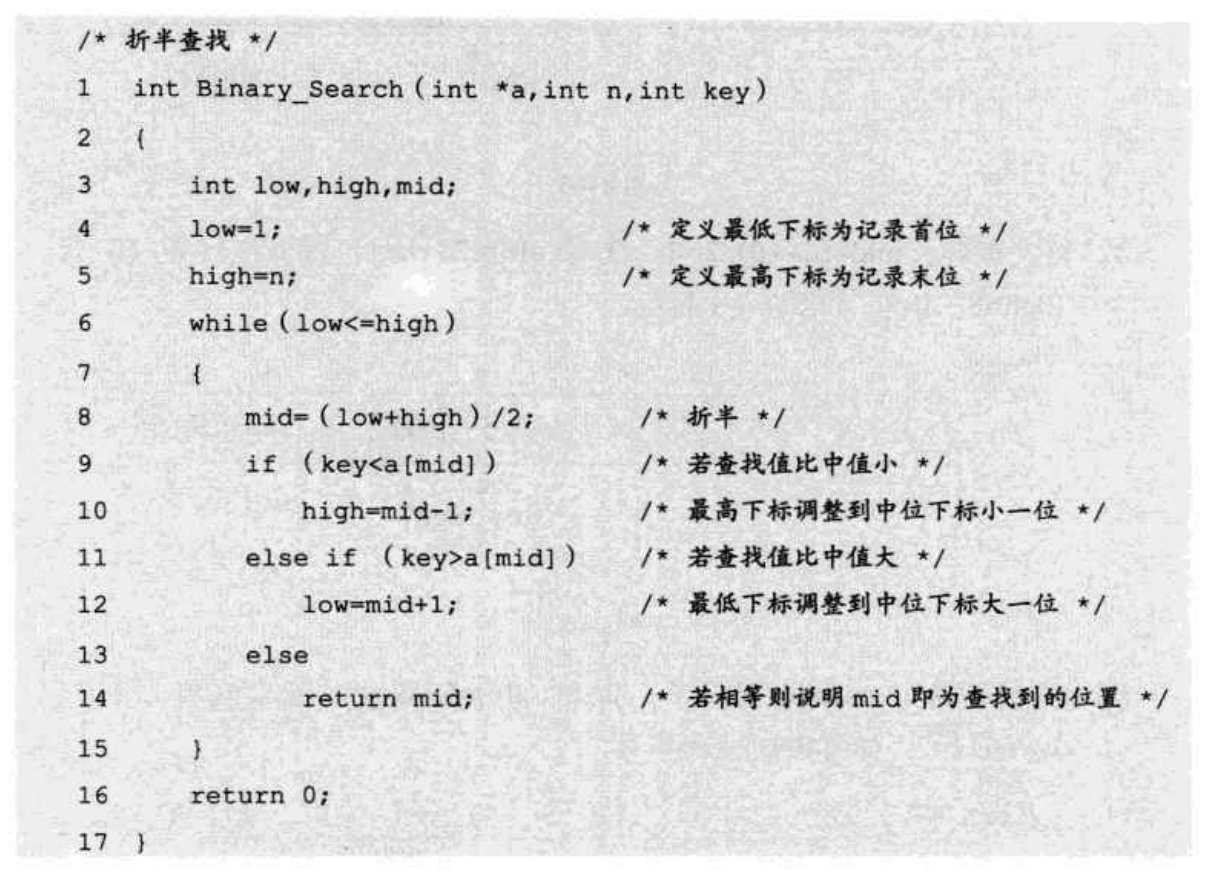 /* 折半查找 */
1 int Binary_Search (int *a,int n,int key)
2 {
3 int low,high,mid;
4 low=1; /* 定义最低下标为记录首位 */
5 high=n; /* 定义最高下标为记录末位 */
6 while (low<=high)
7 {
8 mid= (low+high) /2; /* 折半 */
9 if (key<a[mid]) /* 若查找值比中值小 */
10 high=mid-1; /* 最高下标调整到中位下标小一位 */
11 else if (key>a[mid]) /* 若查找值比中值大 */
12 low=mid+1; /* 最低下标调整到中位下标大一位 */
13 else
14 return mid; /* 若相等则说明 mid 即为查找到的位置 */
15 }
16 return 0;
17 }